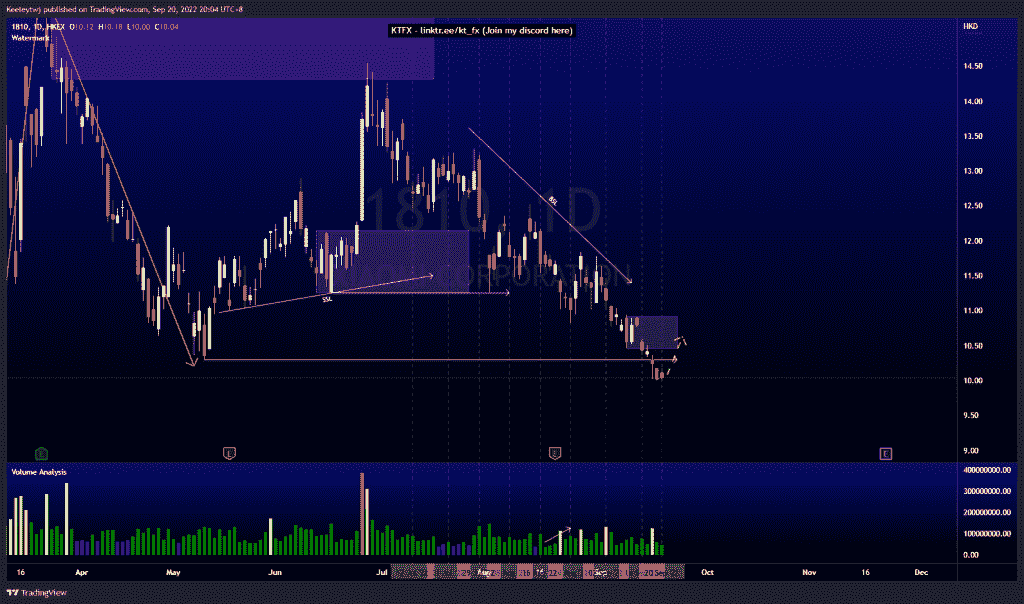 Keeleytwj published on TradingView.com, Sep 20, 2022 20:04 UTC+8
1810, 1D, HKEX O10.12 H10.18 L10.00 C10.04
Watermark
KTFX - linktr.ee/kt_fx (Join my discord here)
HKD
14.50
14.00
13.50
13.00
12.50
12.00
11.50
11.00
10.50
10.00
9.50
9.00
1810, 1D
CORPORATION
BSL
SSL
E
E
E
E
Volume Analysis
400000000.00
300000000.00
200000000.00
100000000.00
0.00
16 Apr May Jun Jul Aug Sep Oct Nov 16 Dec
TradingView